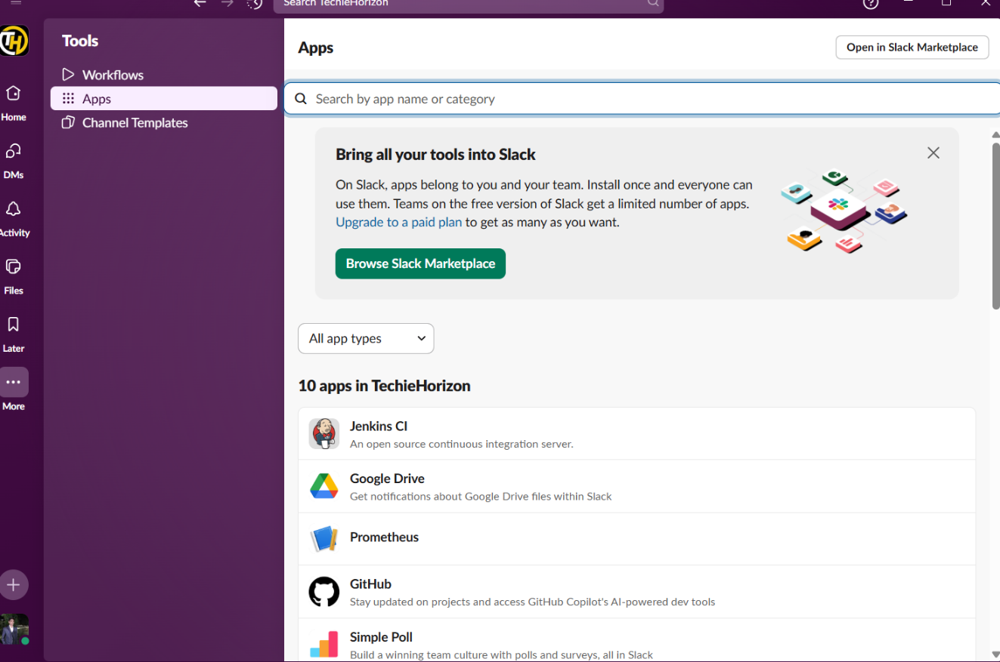 Search TechieHorizon
TH
Tools
Apps
Open in Slack Marketplace
Workflows
Apps
Channel Templates
Home
DMs
Activity
Files
Later
More
Search by app name or category
Bring all your tools into Slack
On Slack, apps belong to you and your team. Install once and everyone can
use them. Teams on the free version of Slack get a limited number of apps.
Upgrade to a paid plan to get as many as you want.
Browse Slack Marketplace
All app types
10 apps in TechieHorizon
Jenkins CI
An open source continuous integration server.
Google Drive
Get notifications about Google Drive files within Slack
Prometheus
GitHub
Stay updated on projects and access GitHub Copilot's AI-powered dev tools
Simple Poll
Build a winning team culture with polls and surveys, all in Slack